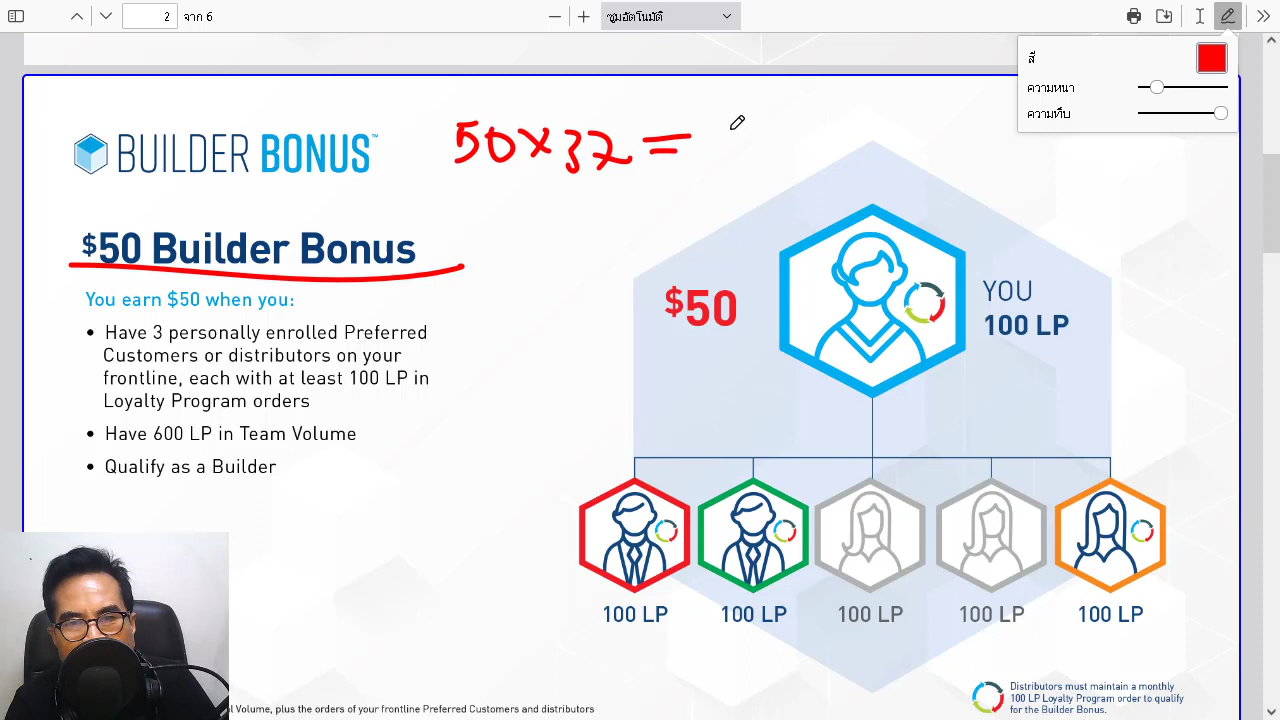 2 จาก 6
ซูมอัตโนมัติ
สี
ความหนา
ความทึบ
BUILDER BONUS™
50x32=
$50 Builder Bonus
You earn $50 when you:
• Have 3 personally enrolled Preferred
Customers or distributors on your
frontline, each with at least 100 LP in
Loyalty Program orders
• Have 600 LP in Team Volume
• Qualify as a Builder
$50
YOU
100 LP
100 LP 100 LP 100 LP 100 LP 100 LP
Distributors must maintain a monthly
100 LP Loyalty Program order to qualify
for the Builder Bonus.
Volume, plus the orders of your frontline Preferred Customers and distributors